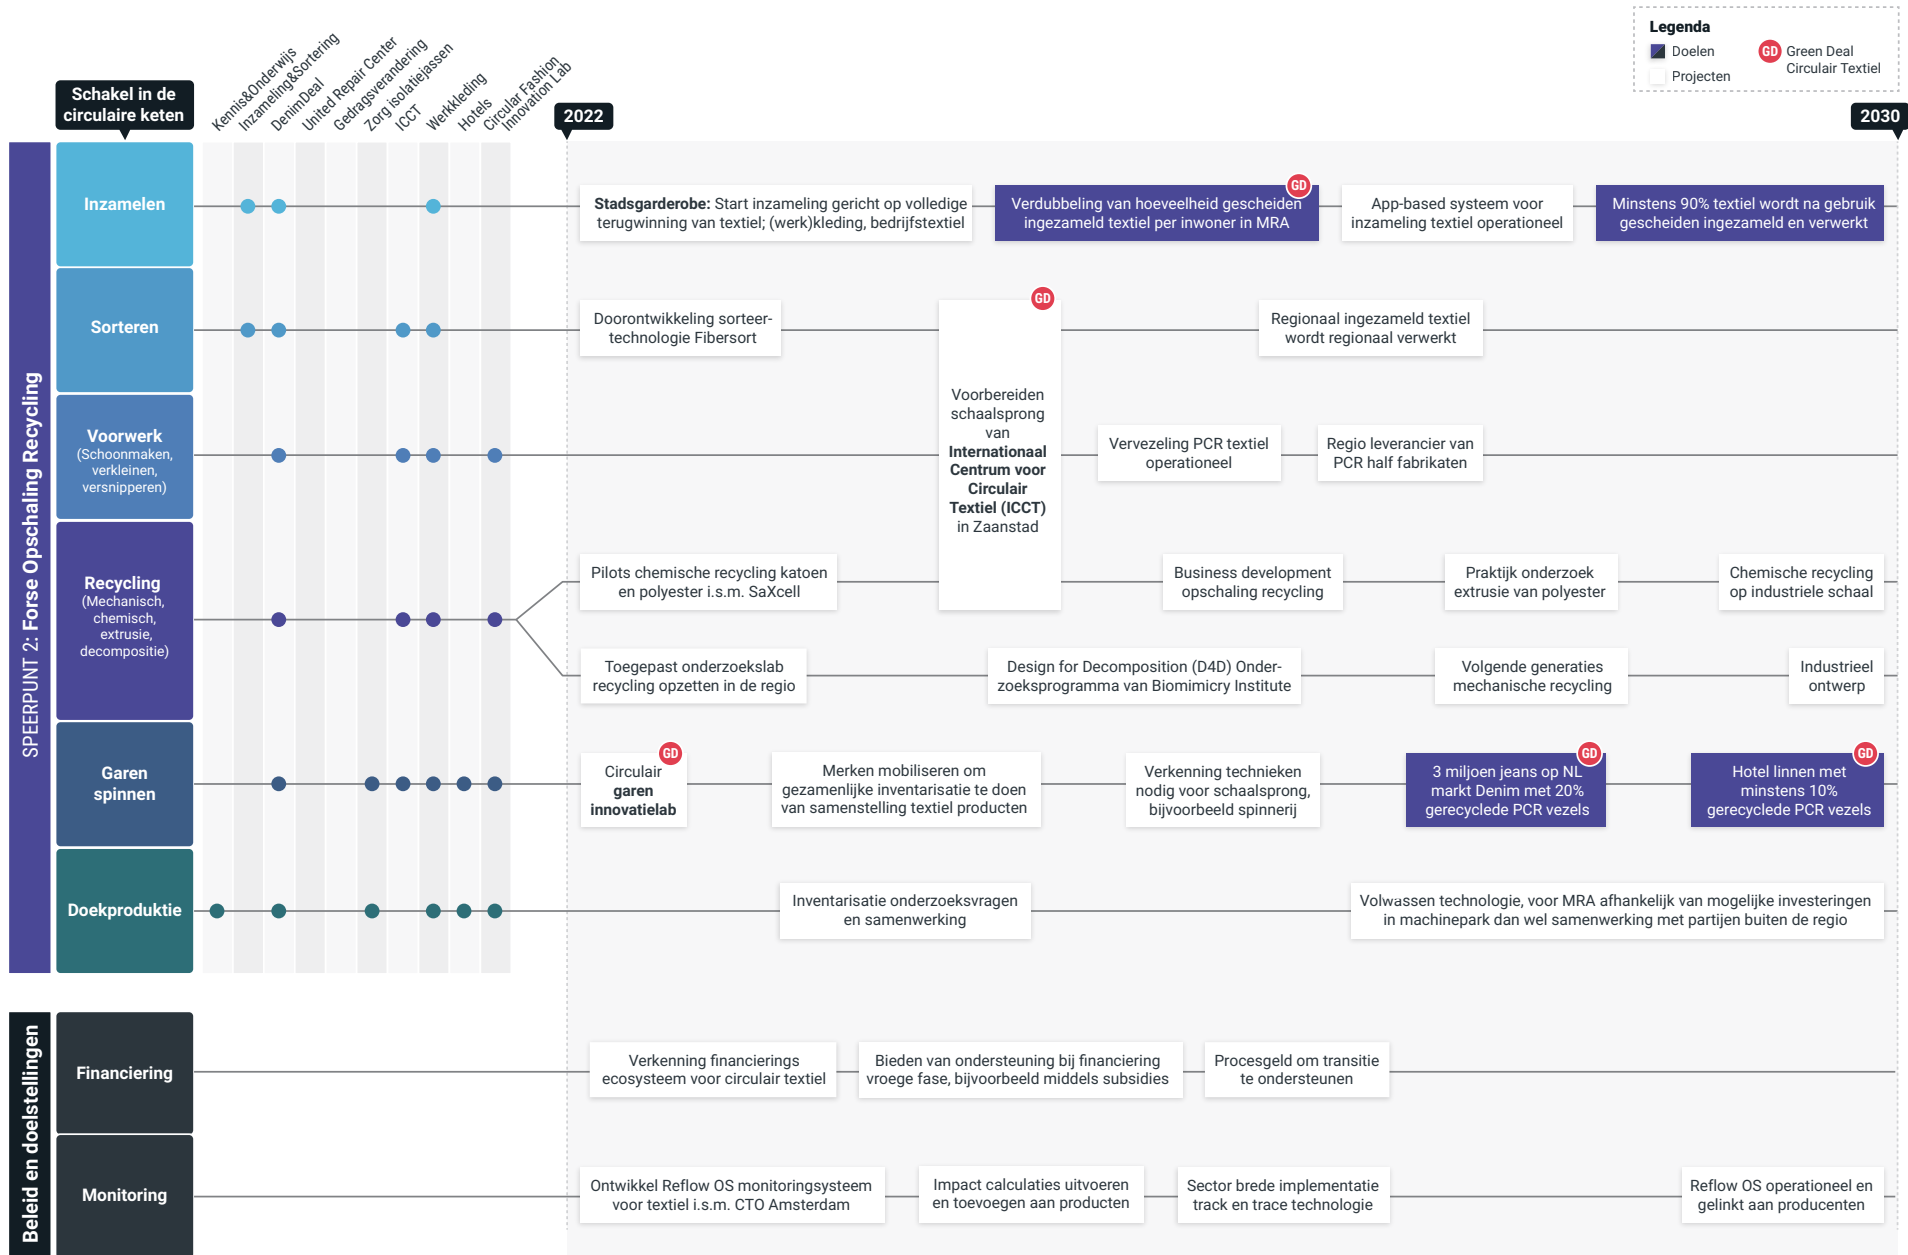 Legenda
Doelen
Projecten
GD
Green Deal
Circulair Textiel
Schakel in de
circulaire keten
Kennis&Onderwijs
Inzameling&Sortering
DenimDeal
United Repair Center
Gedragsverandering
Zorg isolatiejassen
ICCT
Werkkleding
Hotels
Circular Fashion
Innovation Lab
2022
2030
SPEERPUNT 2: Forse Opschaling Recycling
Inzamelen
Stadsgarderobe: Start inzameling gericht op volledige
terugwinning van textiel; (werk)kleding, bedrijfstextiel
GD
Verdubbeling van hoeveelheid gescheiden
ingezameld textiel per inwoner in MRA
App-based systeem voor
inzameling textiel operationeel
Minstens 90% textiel wordt na gebruik
gescheiden ingezameld en verwerkt
Sorteren
Doorontwikkeling sorteer-
technologie Fibersort
GD
Voorbereiden
schaalsprong
van
Internationaal
Centrum voor
Circulair
Textiel (ICCT)
in Zaanstad
Regionaal ingezameld textiel
wordt regionaal verwerkt
Voorwerk
(Schoonmaken,
verkleinen,
versnipperen)
Vervezeling PCR textiel
operationeel
Regio leverancier van
PCR half fabrikaten
Recycling
(Mechanisch,
chemisch,
extrusie,
decompositie)
Pilots chemische recycling katoen
en polyester i.s.m. SaXcell
Business development
opschaling recycling
Praktijk onderzoek
extrusie van polyester
Chemische recycling
op industriele schaal
Toegepast onderzoekslab
recycling opzetten in de regio
Design for Decomposition (D4D) Onder-
zoeksprogramma van Biomimicry Institute
Volgende generaties
mechanische recycling
Industrieel
ontwerp
Garen
spinnen
GD
Circulair
garen
innovatielab
Merken mobiliseren om
gezamenlijke inventarisatie te doen
van samenstelling textiel producten
Verkenning technieken
nodig voor schaalsprong,
bijvoorbeeld spinnerij
GD
3 miljoen jeans op NL
markt Denim met 20%
gerecyclede PCR vezels
GD
Hotel linnen met
minstens 10%
gerecyclede PCR vezels
Doekproduktie
Inventarisatie onderzoeksvragen
en samenwerking
Volwassen technologie, voor MRA afhankelijk van mogelijke investeringen
in machinepark dan wel samenwerking met partijen buiten de regio
Beleid en doelstellingen
Financiering
Verkenning financierings
ecosysteem voor circulair textiel
Bieden van ondersteuning bij financiering
vroege fase, bijvoorbeeld middels subsidies
Procesgeld om transitie
te ondersteunen
Monitoring
Ontwikkel Reflow OS monitoringsysteem
voor textiel i.s.m. CTO Amsterdam
Impact calculaties uitvoeren
en toevoegen aan producten
Sector brede implementatie
track en trace technologie
Reflow OS operationeel en
gelinkt aan producenten